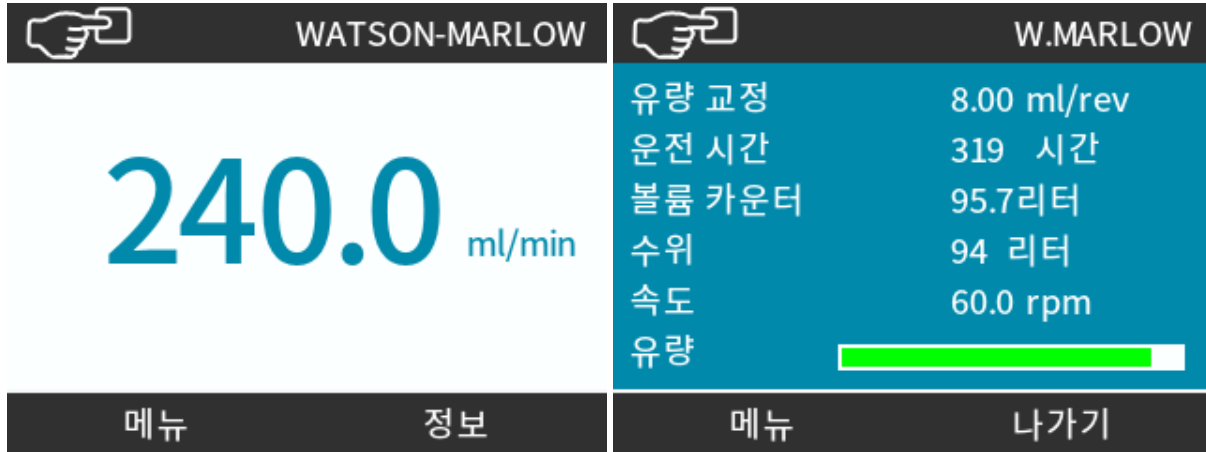 WATSON-MARLOW
240.0 ml/min
메뉴 정보
W.MARLOW
유량 교정 8.00 ml/rev
운전 시간 319 시간
볼륨 카운터 95.7리터
수위 94 리터
속도 60.0 rpm
유량
메뉴 나가기